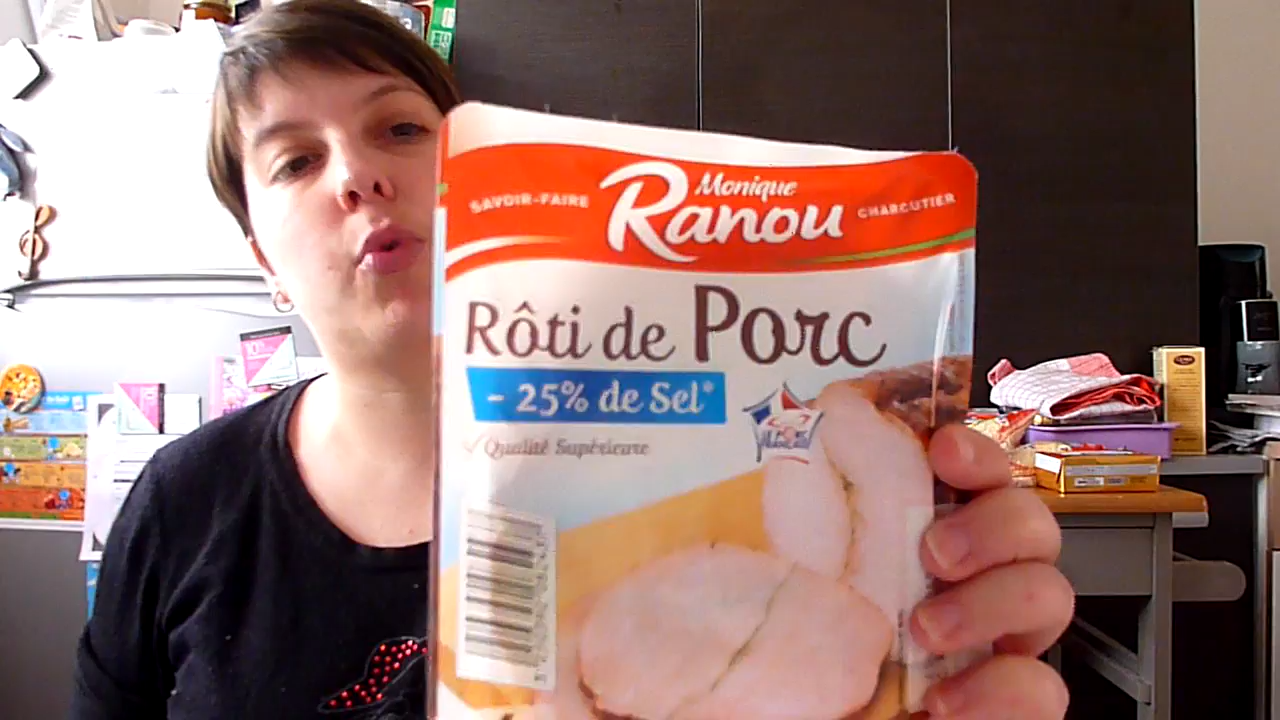 SAVOIR-FAIRE
Monique
Ranou
CHARCUTIER
Rôti de Porc
- 25% de Sel*
Qualité Supérieure